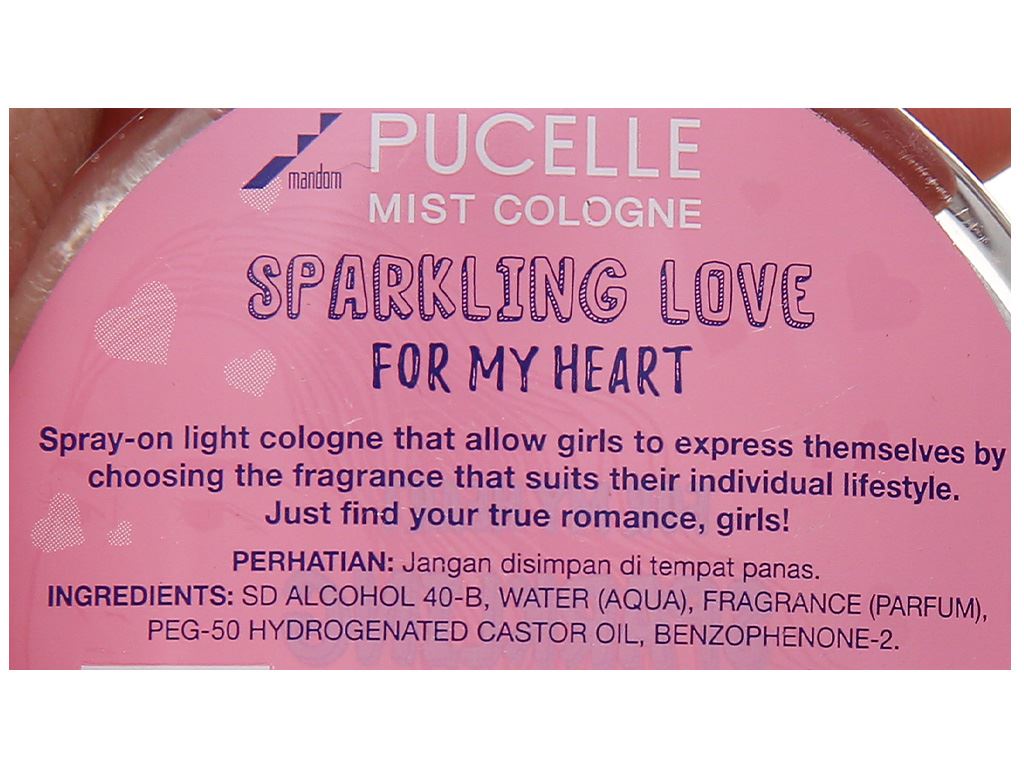 mandom
PUCELLE
MIST COLOGNE
SPARKLING LOVE
FOR MY HEART
Spray-on light cologne that allow girls to express themselves by
choosing the fragrance that suits their individual lifestyle.
Just find your true romance, girls!
PERHATIAN: Jangan disimpan di tempat panas.
INGREDIENTS: SD ALCOHOL 40-B, WATER (AQUA), FRAGRANCE (PARFUM),
PEG-50 HYDROGENATED CASTOR OIL, BENZOPHENONE-2.